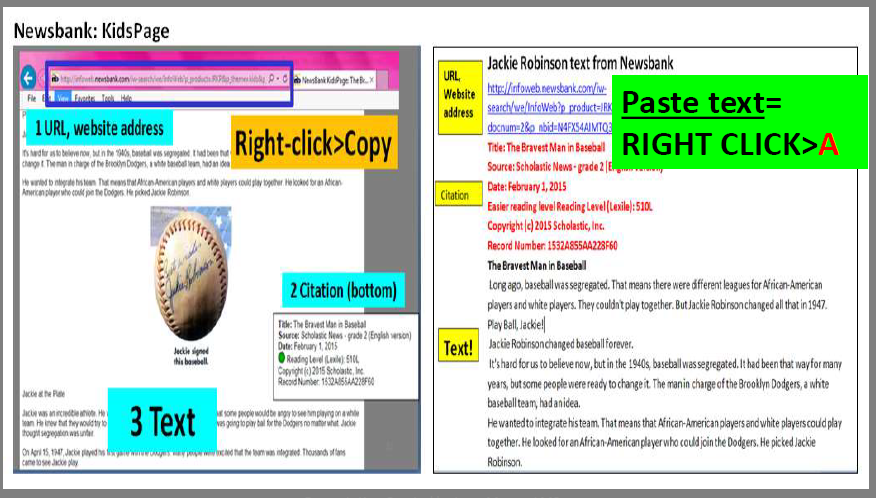 Newsbank: KidsPage
http://infoweb.newsbank.com/iw-search/we/InfoWeb?p_product=JRKP&p_theme=kids&p
NewsBank KidsPage: The Br...
File Edit View Favorites Tools Help
1 URL, website address
Right-click>Copy
It's hard for us to believe now, but in the 1940s, baseball was segregated. It had been that
change it. The man in charge of the Brooklyn Dodgers, a white baseball team, had an idea
He wanted to integrate his team. That means that African-American players and white players could play together. He looked for an African-
American player who could join the Dodgers. He picked Jackie Robinson.
Jackie signed
this baseball.
2 Citation (bottom)
Title: The Bravest Man in Baseball
Source: Scholastic News - grade 2 (English version)
Date: February 1, 2015
Reading Level (Lexile): 510L
Copyright (c) 2015 Scholastic, Inc.
Record Number: 1532A855AA228F60
Jackie at the Plate
3 Text
Jackie was an incredible athlete. He that some people would be angry to see him playing on a white
team. He knew that they would try to was going to play ball for the Dodgers no matter what. Jackie
thought segregation was unfair.
On April 15, 1947, Jackie played his first game with the Dodgers. Many people were excited that the team was integrated. Thousands of fans
came to see Jackie play.
URL,
Website
address
Jackie Robinson text from Newsbank
http://infoweb.newsbank.com/iw-
search/we/InfoWeb?p_product=JRK
docnum=2&p_nbid=N4FX54AIMTQ3
Paste text=
RIGHT CLICK>A
Title: The Bravest Man in Baseball
Source: Scholastic News - grade 2 (English version)
Citation
Date: February 1, 2015
Easier reading level Reading Level (Lexile): 510L
Copyright (c) 2015 Scholastic, Inc.
Record Number: 1532A855AA228F60
The Bravest Man in Baseball
Long ago, baseball was segregated. That means there were different leagues for African-American
players and white players. They couldn't play together. But Jackie Robinson changed all that in 1947.
Play Ball, Jackie!
Text!
Jackie Robinson changed baseball forever.
It's hard for us to believe now, but in the 1940s, baseball was segregated. It had been that way for many
years, but some people were ready to change it. The man in charge of the Brooklyn Dodgers, a white
baseball team, had an idea.
He wanted to integrate his team. That means that African-American players and white players could play
together. He looked for an African-American player who could join the Dodgers. He picked Jackie
Robinson.